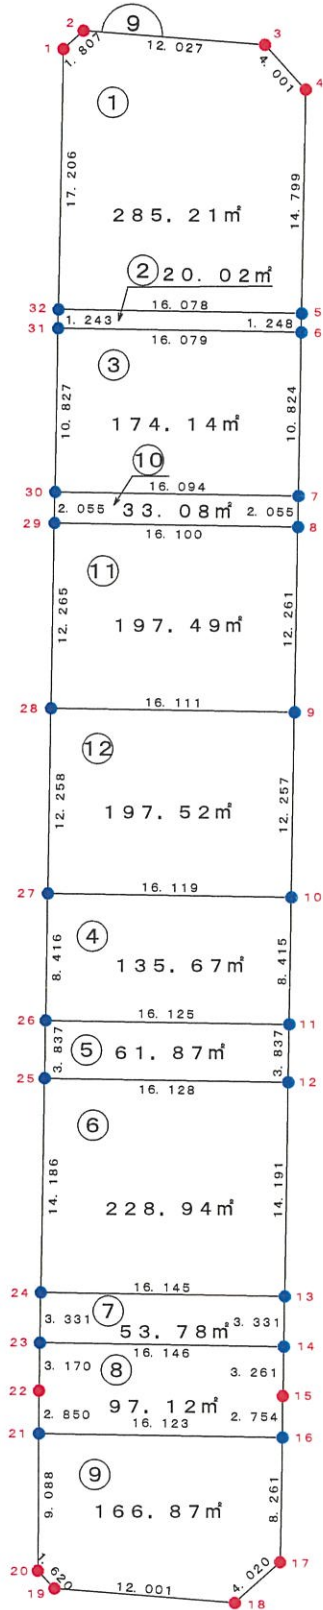 2 9 3
1 1.807 12.027 4.001 4
①
17.206 14.799
285.21㎡
② 20.02㎡
32 16.078 5
31 1.243 1.248 6
16.079
③
10.827 10.824
174.14㎡
⑩
30 16.094 7
2.055 33.08㎡ 2.055
29 16.100 8
⑪
12.265 12.261
197.49㎡
28 16.111 9
⑫
12.258 12.257
197.52㎡
27 16.119 10
④
8.416 8.415
135.67㎡
26 16.125 11
3.837 ⑤ 61.87㎡ 3.837
25 16.128 12
⑥
14.186 14.191
228.94㎡
24 16.145 13
3.331 ⑦ 53.78㎡ 3.331
23 16.146 14
3.170 ⑧ 3.261
22 97.12㎡ 15
2.850 16.123 2.754
21 16
⑨
9.088 8.261
166.87㎡
20 1.620 4.020 17
19 12.001 18